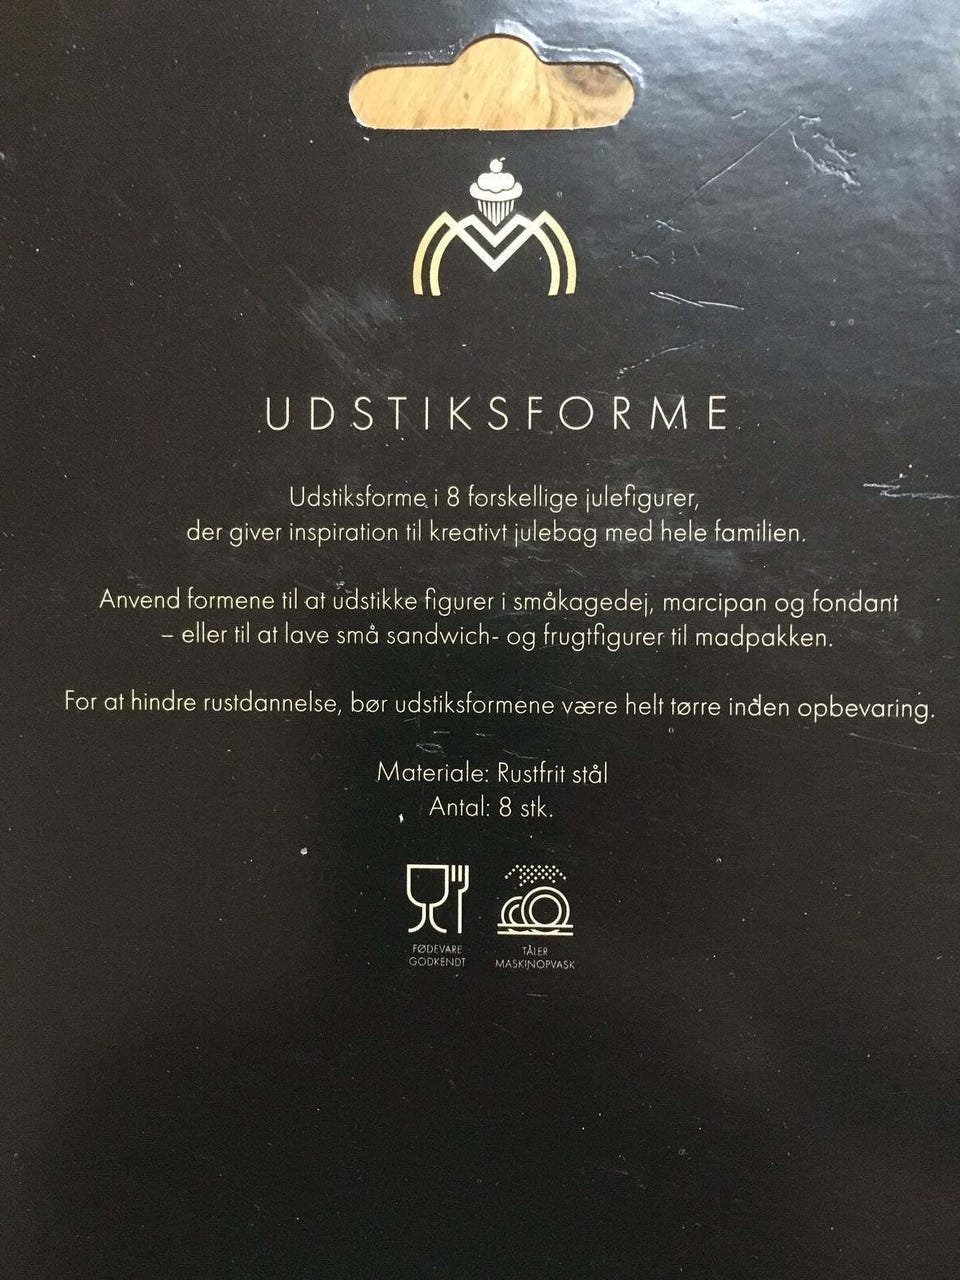 UDSTIKSFORME
Udstiksforme i 8 forskellige julefigurer,
der giver inspiration til kreativt julebag med hele familien.
Anvend formene til at udstikke figurer i småkagedej, marcipan og fondant
– eller til at lave små sandwich- og frugtfigurer til madpakken.
For at hindre rustdannelse, bør udstiksformene være helt tørre inden opbevaring.
Materiale: Rustfrit stål
Antal: 8 stk.
FØDEVARE
GODKENDT
TÅLER
MASKINOPVASK